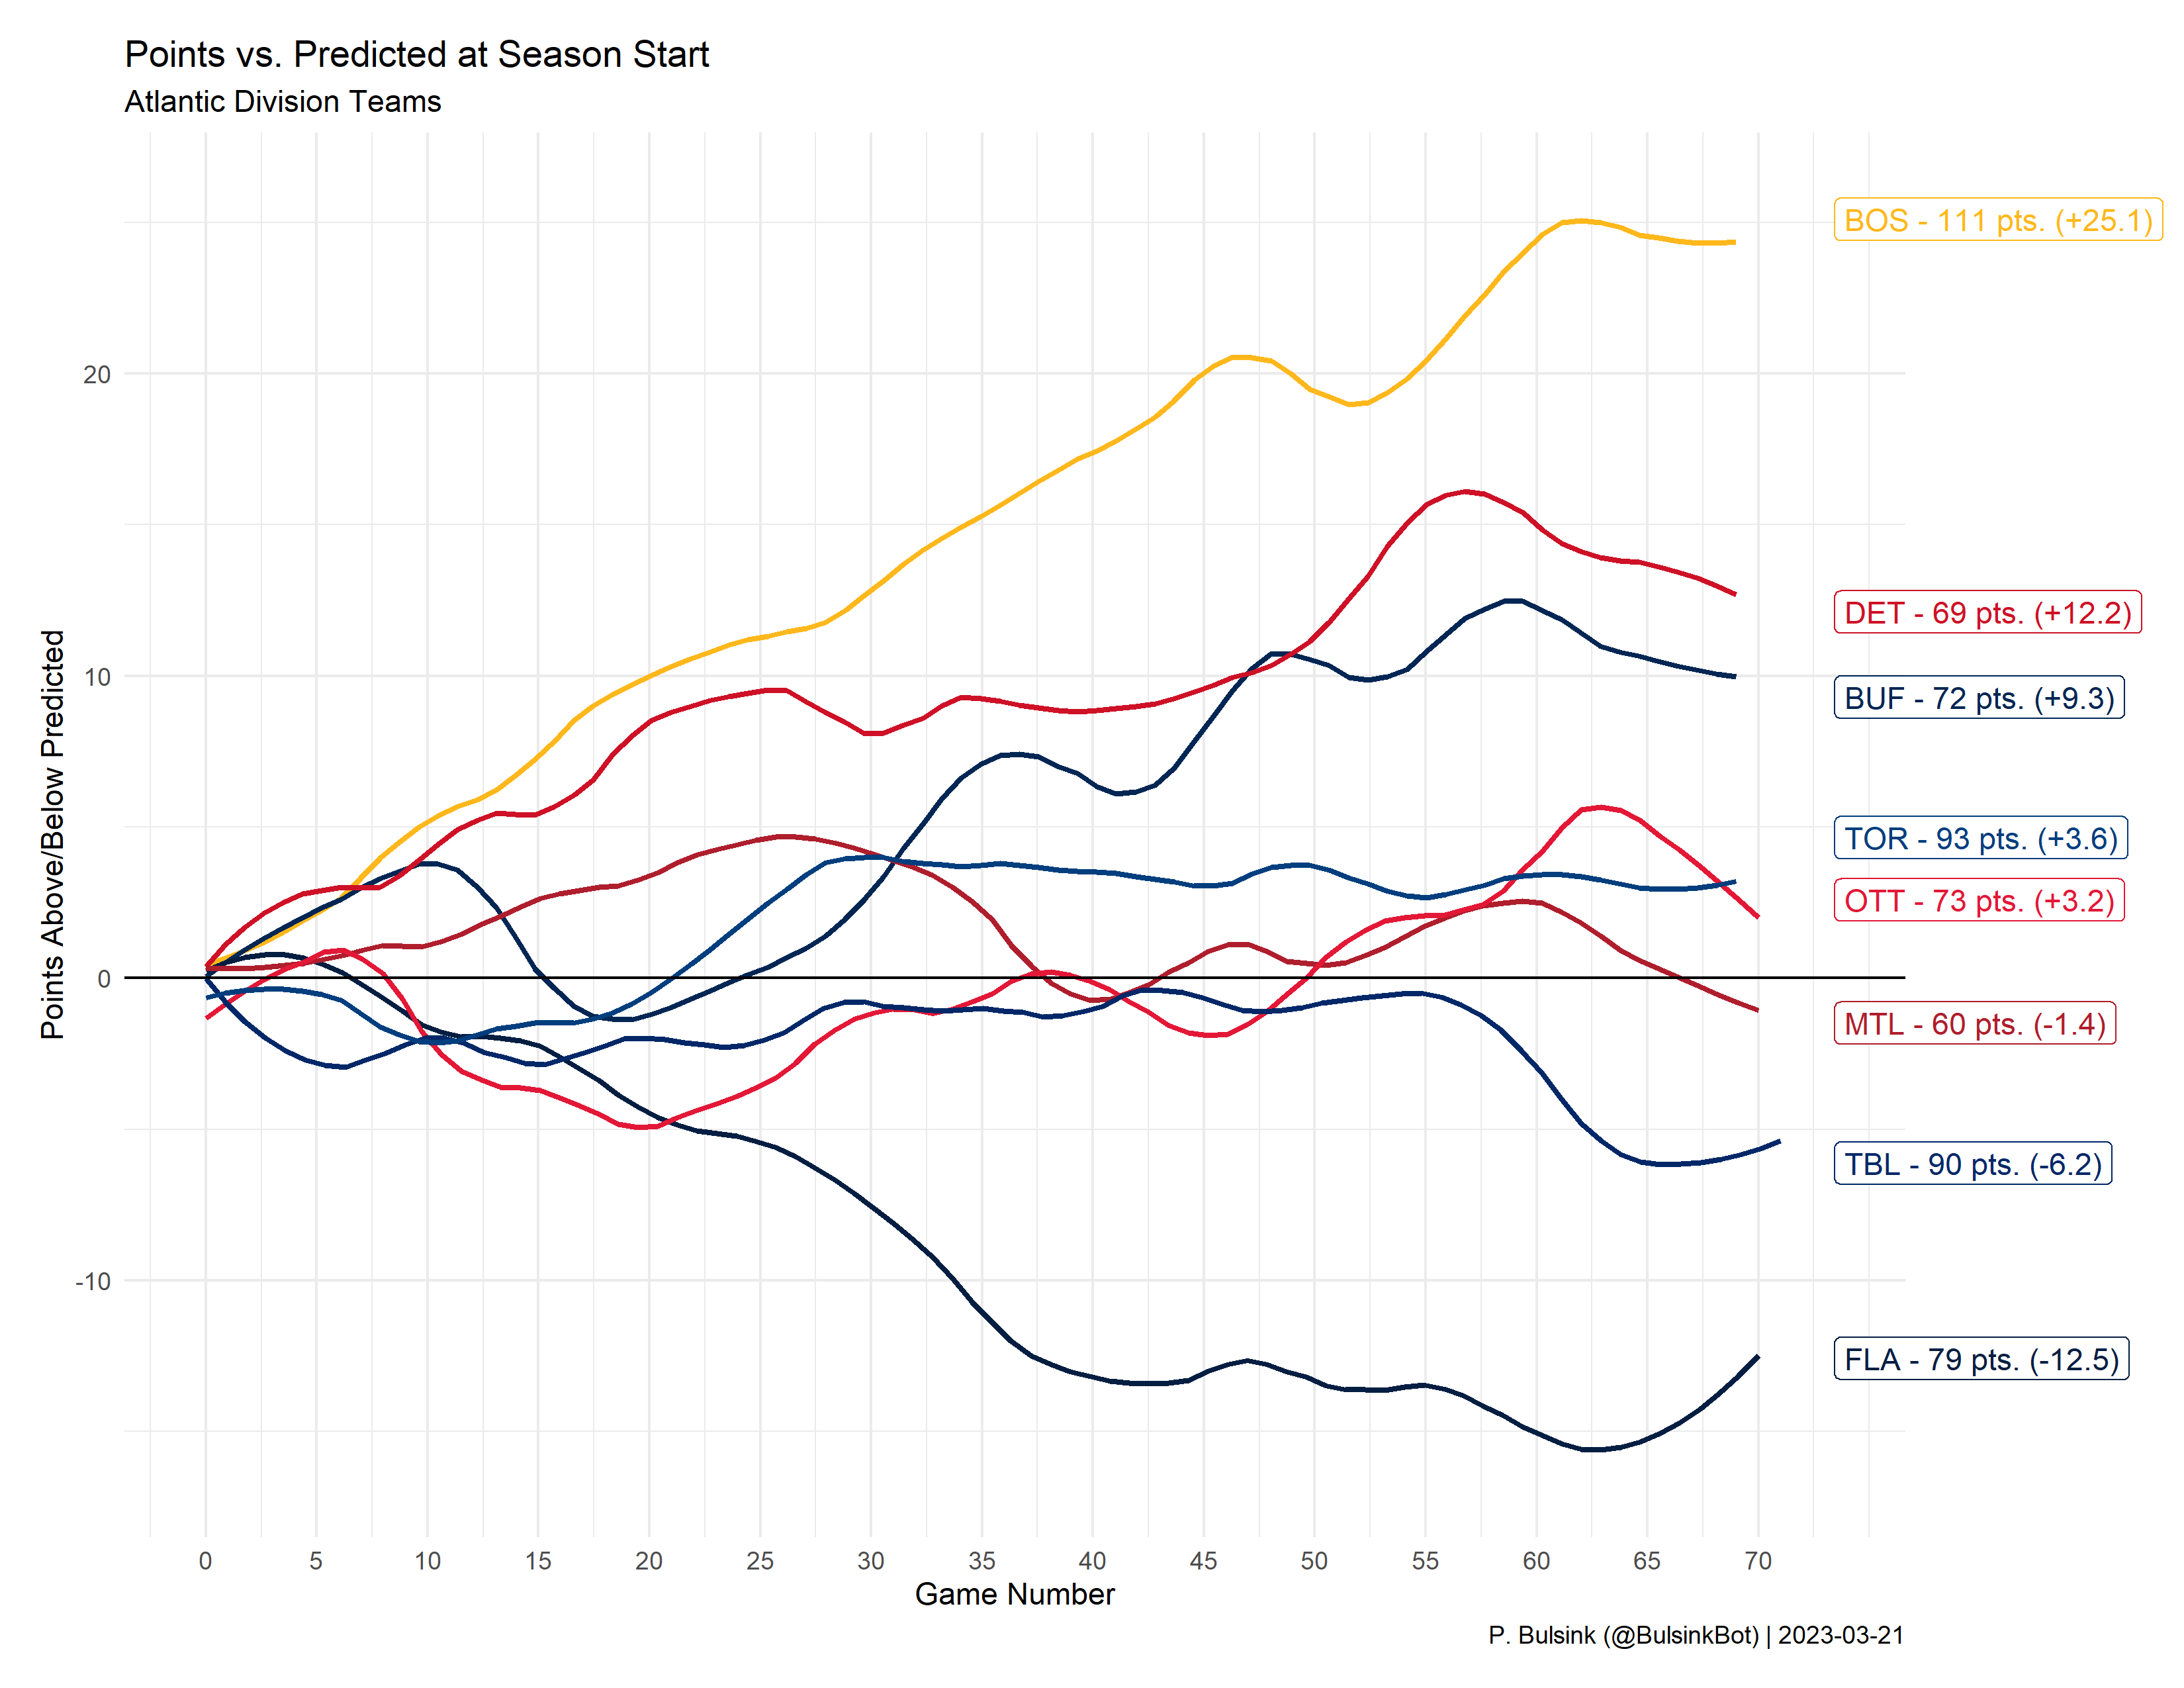 Points vs. Predicted at Season Start
Atlantic Division Teams
Points Above/Below Predicted
20
10
0
-10
BOS - 111 pts. (+25.1)
DET - 69 pts. (+12.2)
BUF - 72 pts. (+9.3)
TOR - 93 pts. (+3.6)
OTT - 73 pts. (+3.2)
MTL - 60 pts. (-1.4)
TBL - 90 pts. (-6.2)
FLA - 79 pts. (-12.5)
0 5 10 15 20 25 30 35 40 45 50 55 60 65 70
Game Number
P. Bulsink (@BulsinkBot) | 2023-03-21